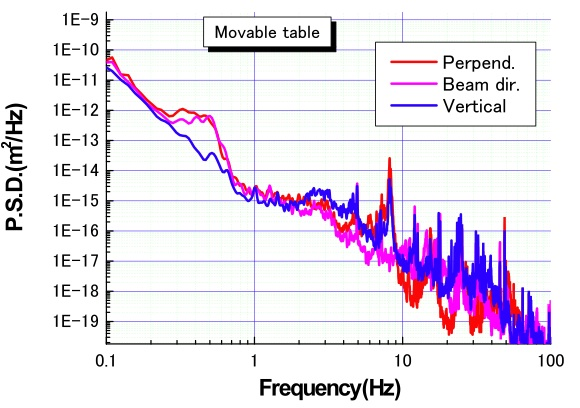 Movable table
Perpend.
Beam dir.
Vertical
P.S.D.(m²/Hz)
1E-9
1E-10
1E-11
1E-12
1E-13
1E-14
1E-15
1E-16
1E-17
1E-18
1E-19
0.1 1 10 100
Frequency(Hz)